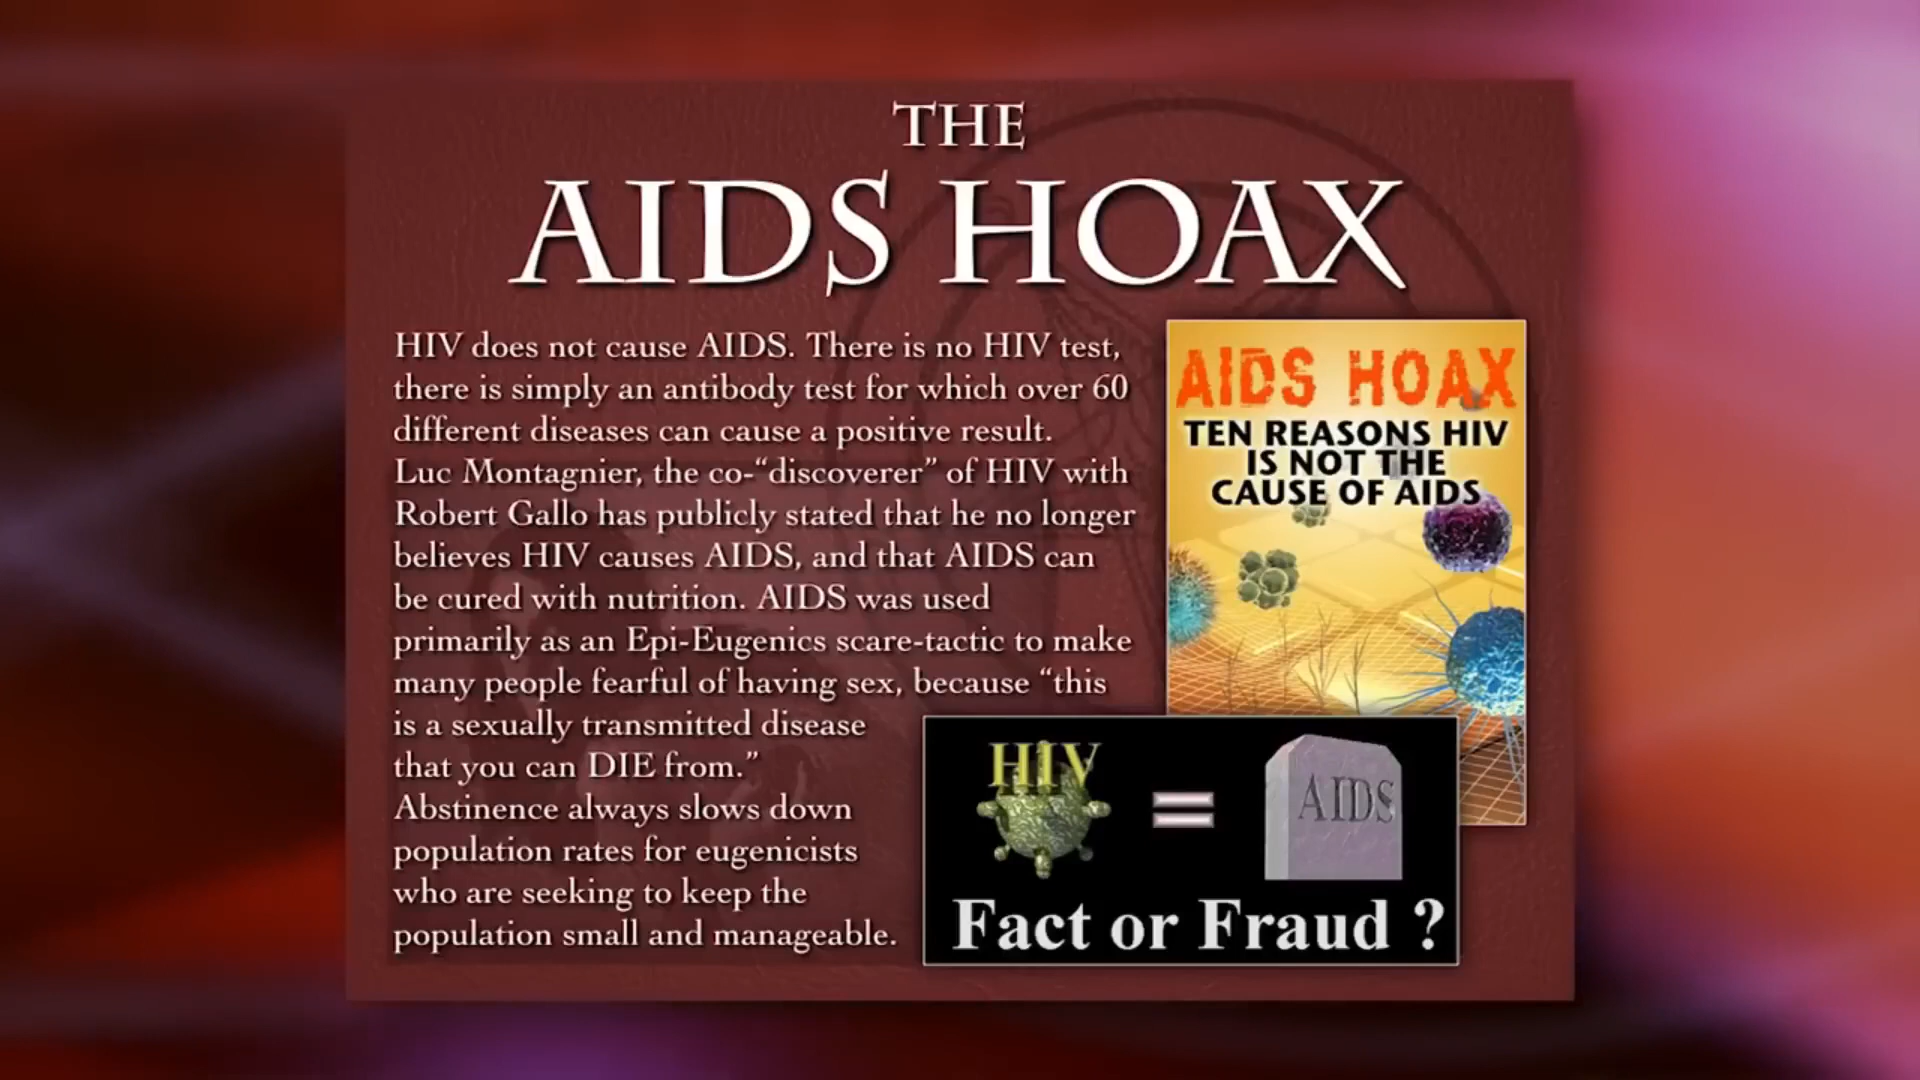 THE
AIDS HOAX
HIV does not cause AIDS. There is no HIV test,
there is simply an antibody test for which over 60
different diseases can cause a positive result.
Luc Montagnier, the co-“discoverer” of HIV with
Robert Gallo has publicly stated that he no longer
believes HIV causes AIDS, and that AIDS can
be cured with nutrition. AIDS was used
primarily as an Epi-Eugenics scare-tactic to make
many people fearful of having sex, because “this
is a sexually transmitted disease
that you can DIE from.”
Abstinence always slows down
population rates for eugenicists
who are seeking to keep the
population small and manageable.
AIDS HOAX
TEN REASONS HIV
IS NOT THE
CAUSE OF AIDS
HIV
=
AIDS
Fact or Fraud ?